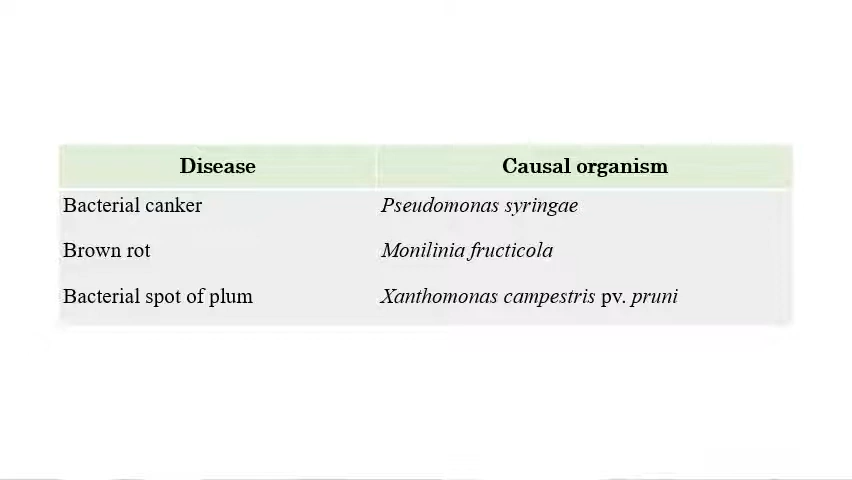 Disease Causal organism
Bacterial canker Pseudomonas syringae
Brown rot Monilinia fructicola
Bacterial spot of plum Xanthomonas campestris pv. pruni